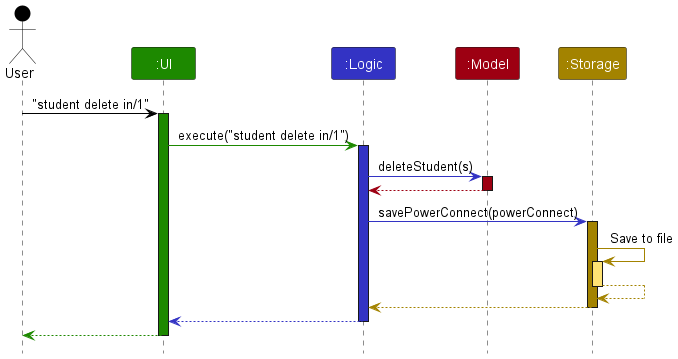 User
:UI
:Logic
:Model
:Storage
"student delete in/1"
execute("student delete in/1")
deleteStudent(s)
savePowerConnect(powerConnect)
Save to file